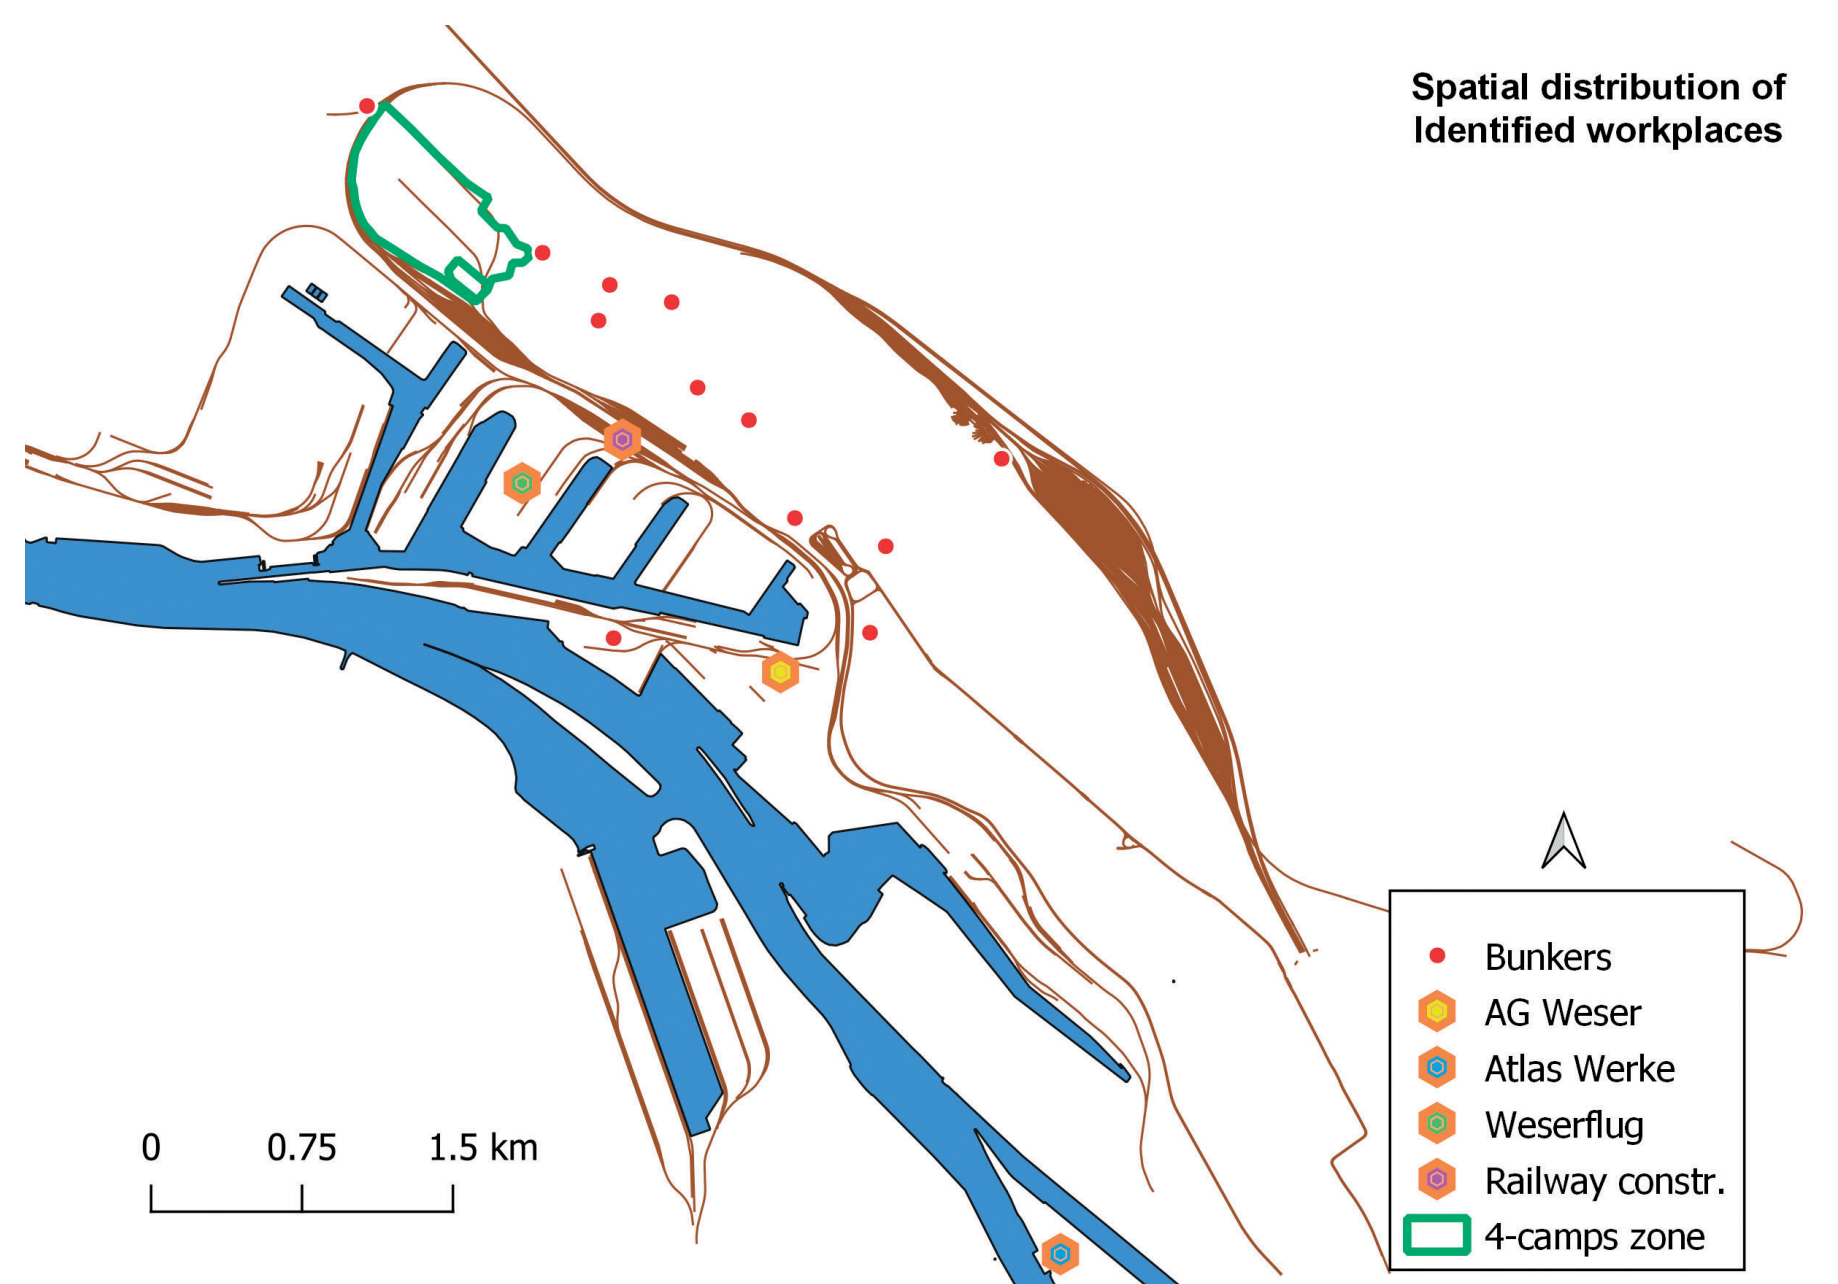 Spatial distribution of
Identified workplaces
0 0.75 1.5 km
Bunkers
AG Weser
Atlas Werke
Weserflug
Railway constr.
4-camps zone